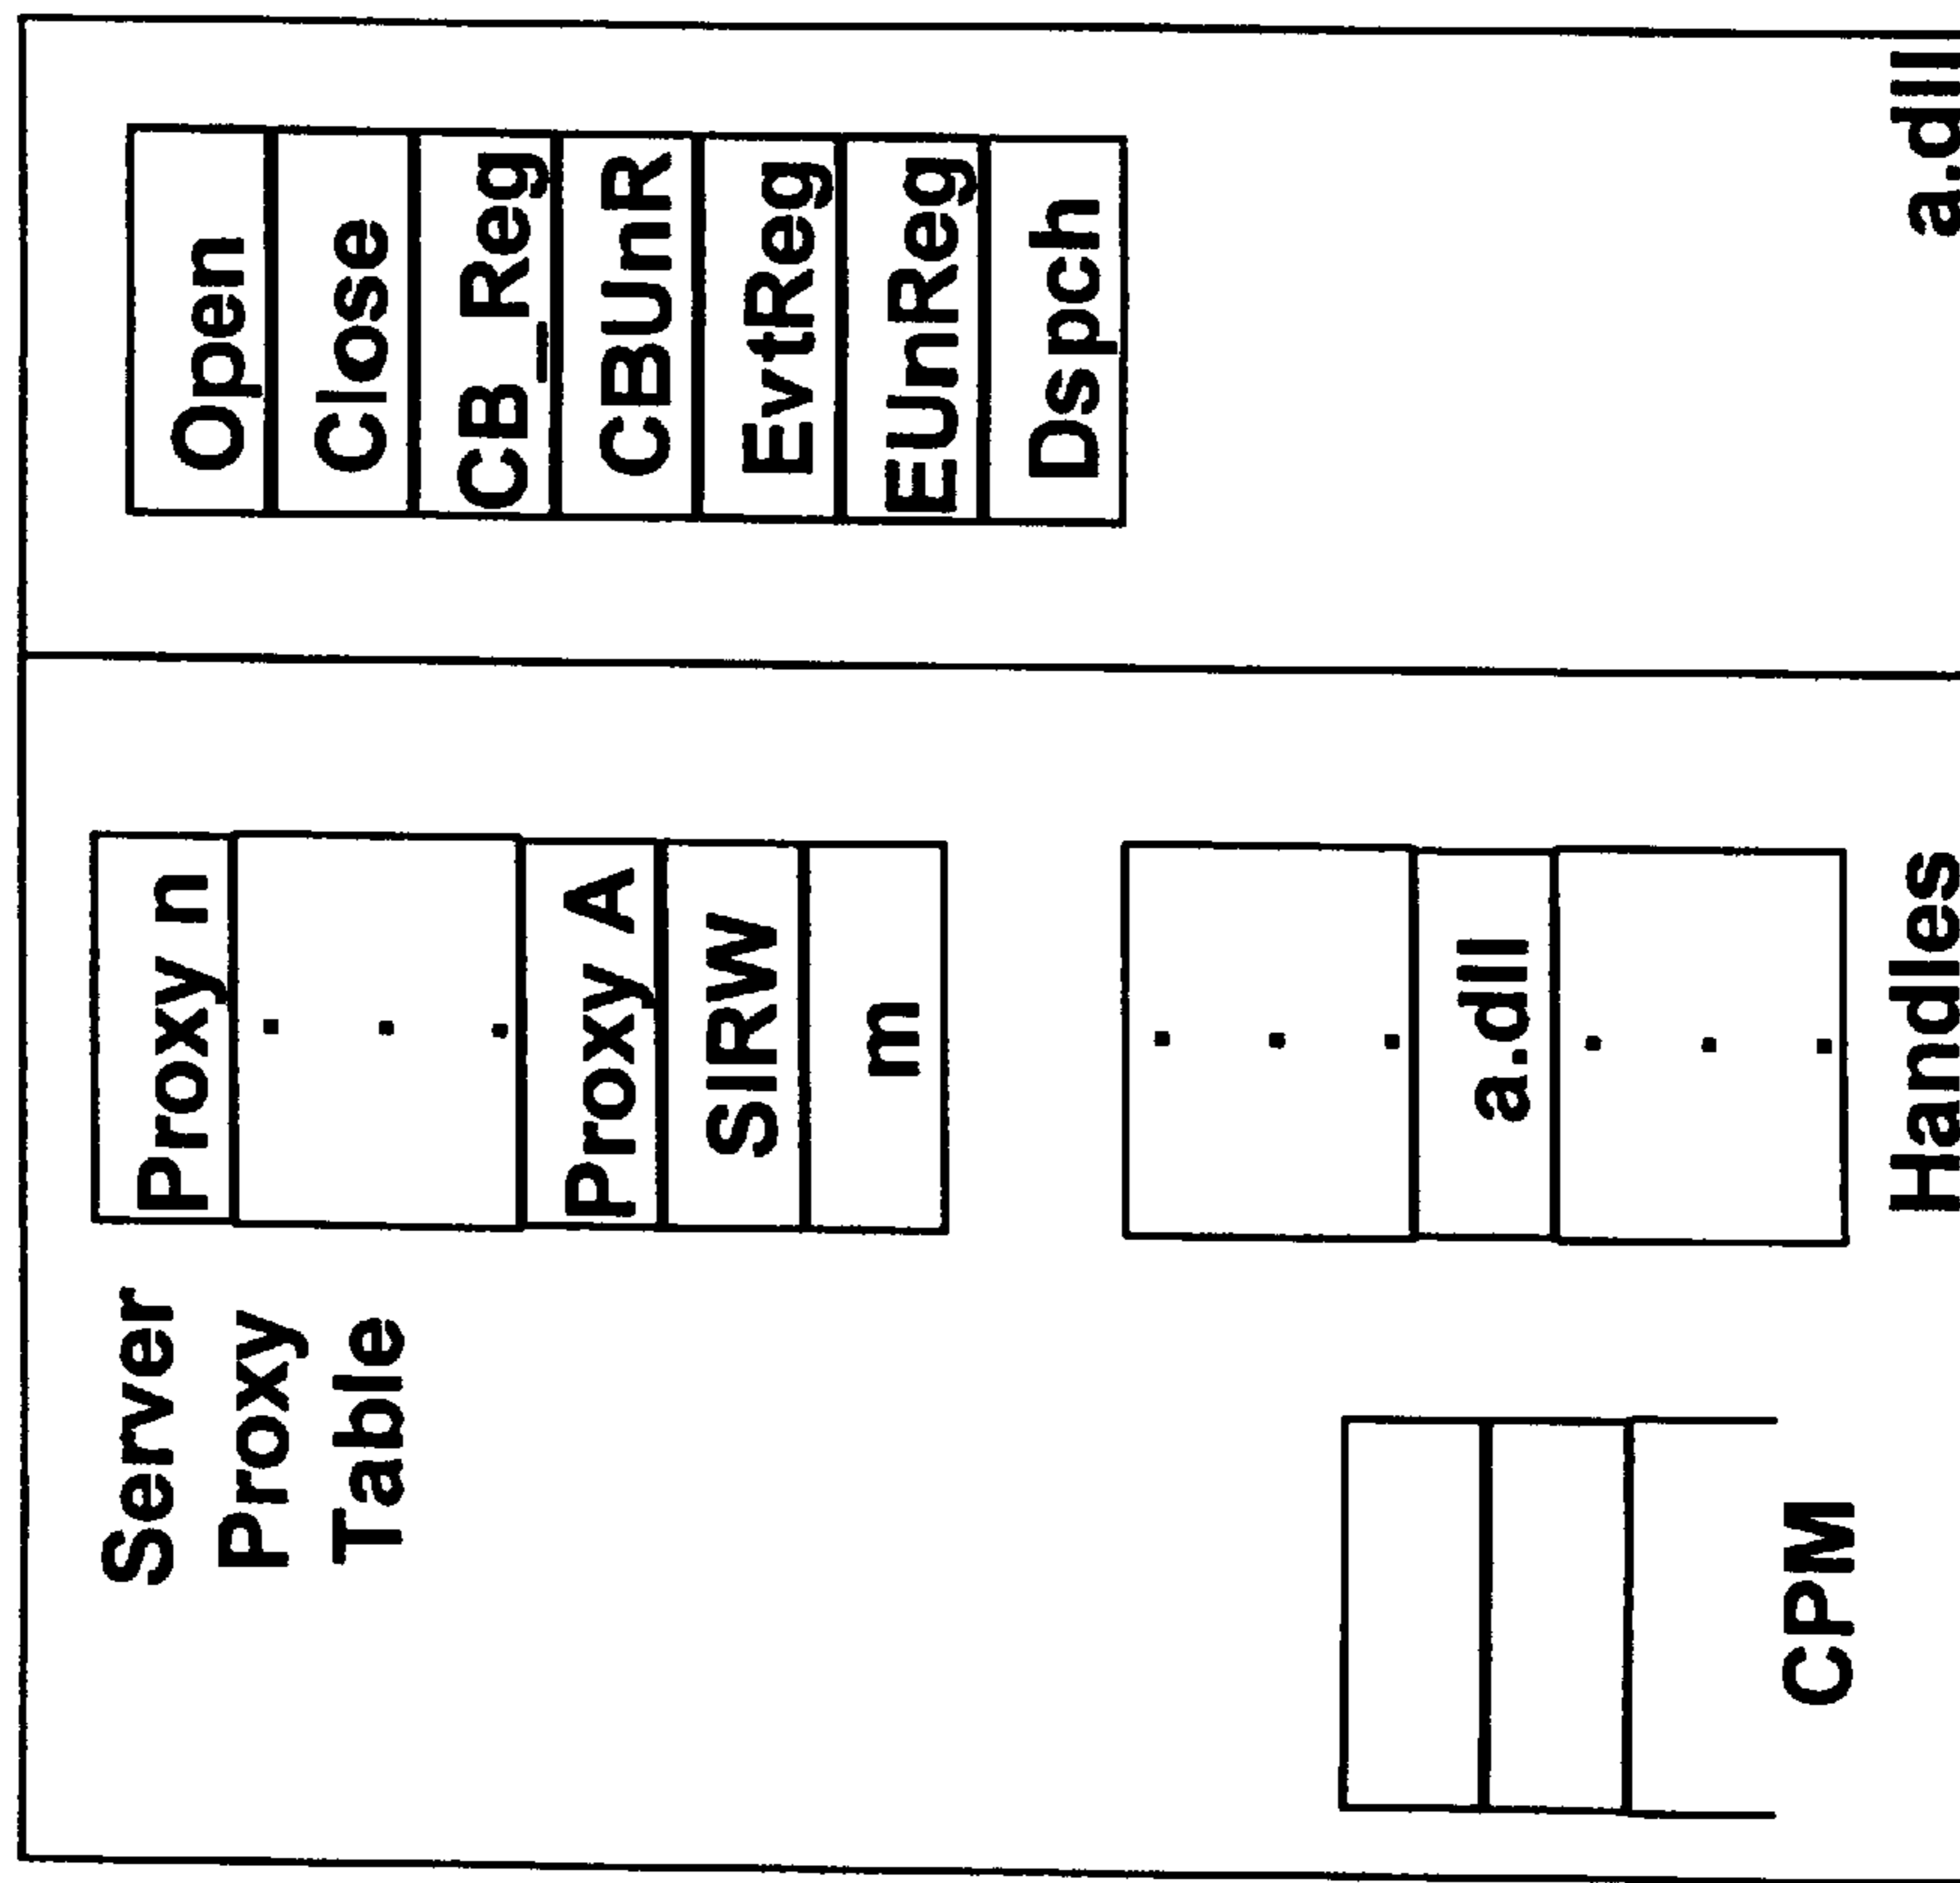 Server
Proxy
Table
Proxy n
.
.
.
Proxy A
SIRW
m
.
.
.
a.dll
.
.
.
Handles
CPM
Open
Close
CB_Reg
CBUnR
EvtReg
EUnReg
Dspch
a.dll